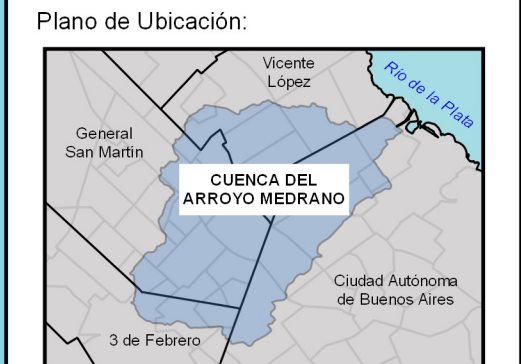 Plano de Ubicación:
Vicente
López
Río de la Plata
General
San Martin
CUENCA DEL
ARROYO MEDRANO
Ciudad Autónoma
de Buenos Aires
3 de Febrero